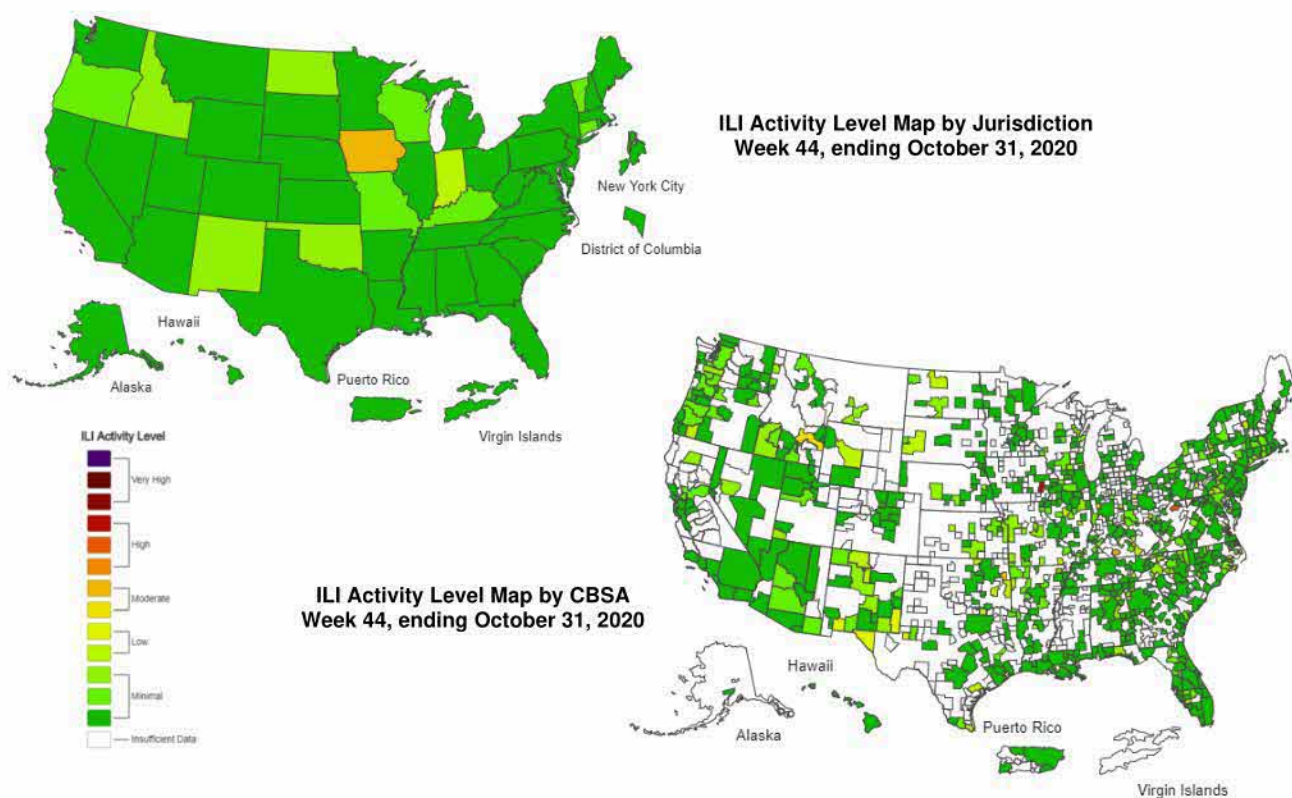 ILI Activity Level Map by Jurisdiction
Week 44, ending October 31, 2020
New York City
District of Columbia
Hawaii
Alaska
Puerto Rico
Virgin Islands
ILI Activity Level
Very High
High
Moderate
Low
Minimal
Insufficient Data
ILI Activity Level Map by CBSA
Week 44, ending October 31, 2020
Hawaii
Alaska
Puerto Rico
Virgin Islands